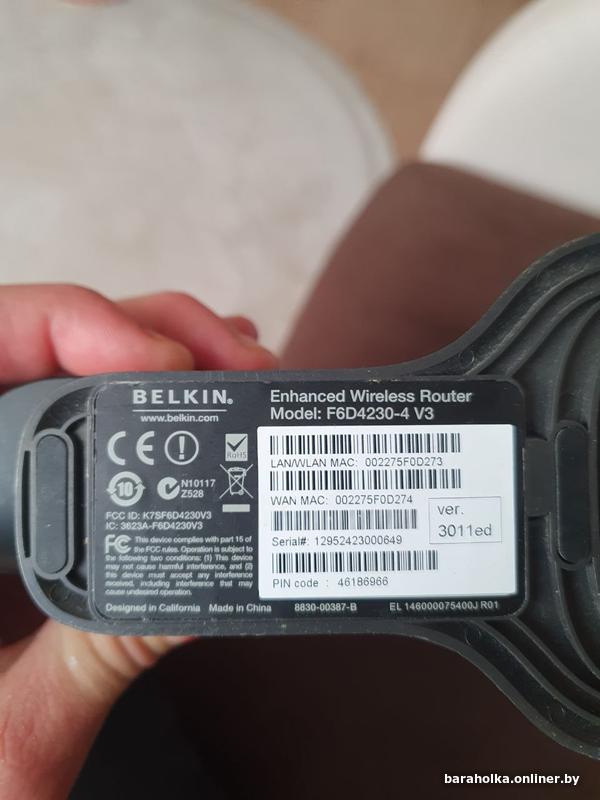 BELKIN®
www.belkin.com
Enhanced Wireless Router
Model: F6D4230-4 V3
CE
RoHS
10
N10117
Z528
LAN/WLAN MAC: 002275F0D273
WAN MAC: 002275F0D274
ver.
3011ed
Serial#: 12952423000649
PIN code : 46186966
FCC ID: K7SF6D4230V3
IC: 3623A-F6D4230V3
FC This device complies with part 15 of
the FCC rules. Operation is subject to
the following two conditions: (1) This device
may not cause harmful interference, and (2)
this device must accept any interference
received, including interference that may
cause undesired operation.
Designed in California Made in China 8830-00387-B EL 146000075400J R01
baraholka.onliner.by